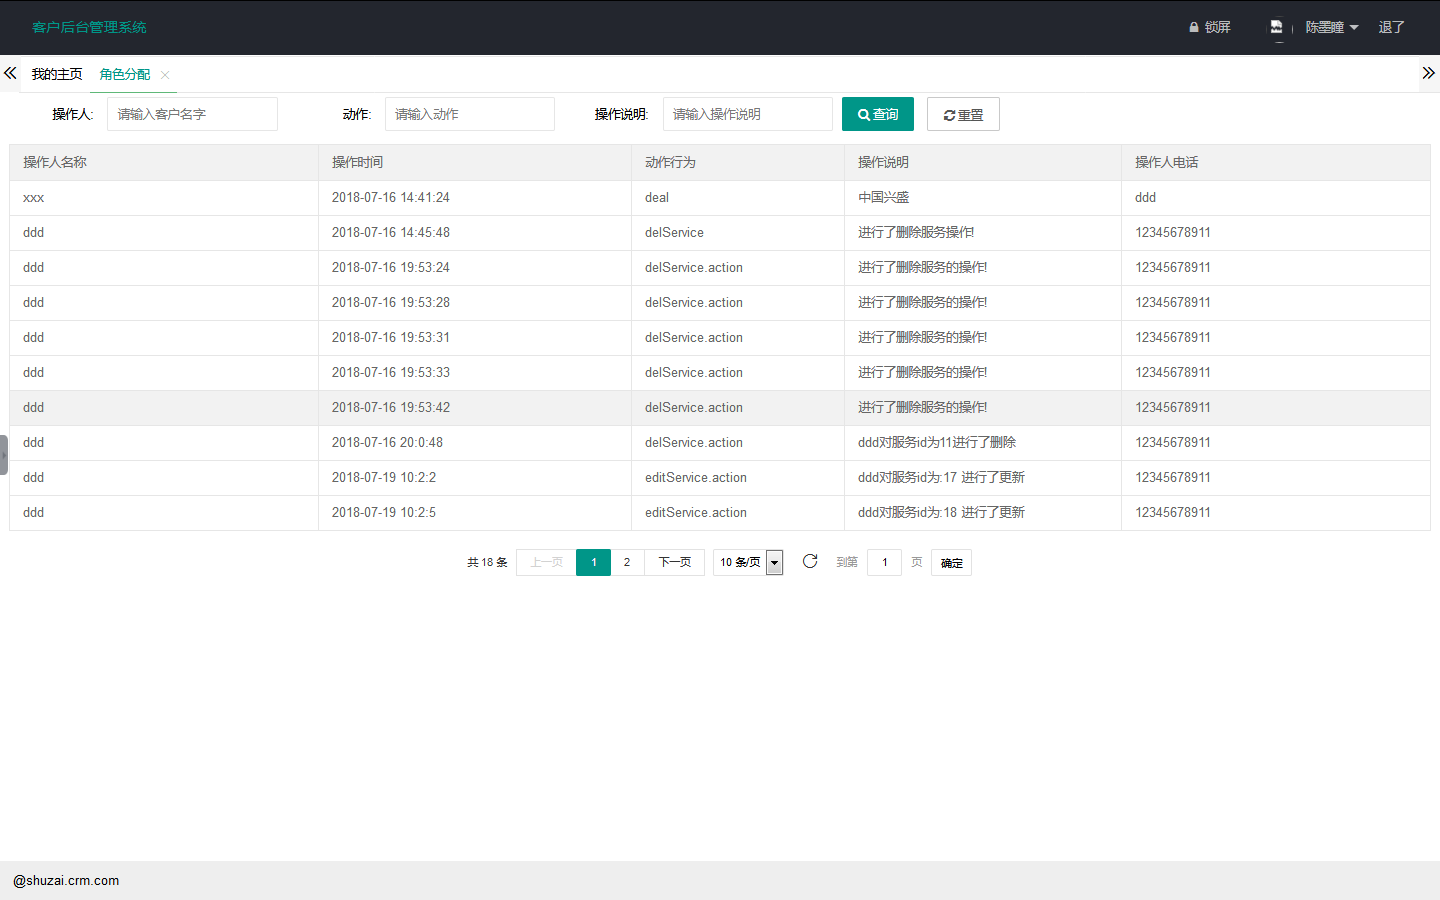 客户后台管理系统 锁屏 陈墨瞳 退了
我的主页 角色分配
操作人: 请输入客户名字 动作: 请输入动作 操作说明: 请输入操作说明 查询 重置
操作人名称 操作时间 动作行为 操作说明 操作人电话
xxx 2018-07-16 14:41:24 deal 中国兴盛 ddd
ddd 2018-07-16 14:45:48 delService 进行了删除服务操作! 12345678911
ddd 2018-07-16 19:53:24 delService.action 进行了删除服务的操作! 12345678911
ddd 2018-07-16 19:53:28 delService.action 进行了删除服务的操作! 12345678911
ddd 2018-07-16 19:53:31 delService.action 进行了删除服务的操作! 12345678911
ddd 2018-07-16 19:53:33 delService.action 进行了删除服务的操作! 12345678911
ddd 2018-07-16 19:53:42 delService.action 进行了删除服务的操作! 12345678911
ddd 2018-07-16 20:0:48 delService.action ddd对服务id为11进行了删除 12345678911
ddd 2018-07-19 10:2:2 editService.action ddd对服务id为:17 进行了更新 12345678911
ddd 2018-07-19 10:2:5 editService.action ddd对服务id为:18 进行了更新 12345678911
共 18 条 上一页 1 2 下一页 10 条/页 到第 1 页 确定
@shuzai.crm.com